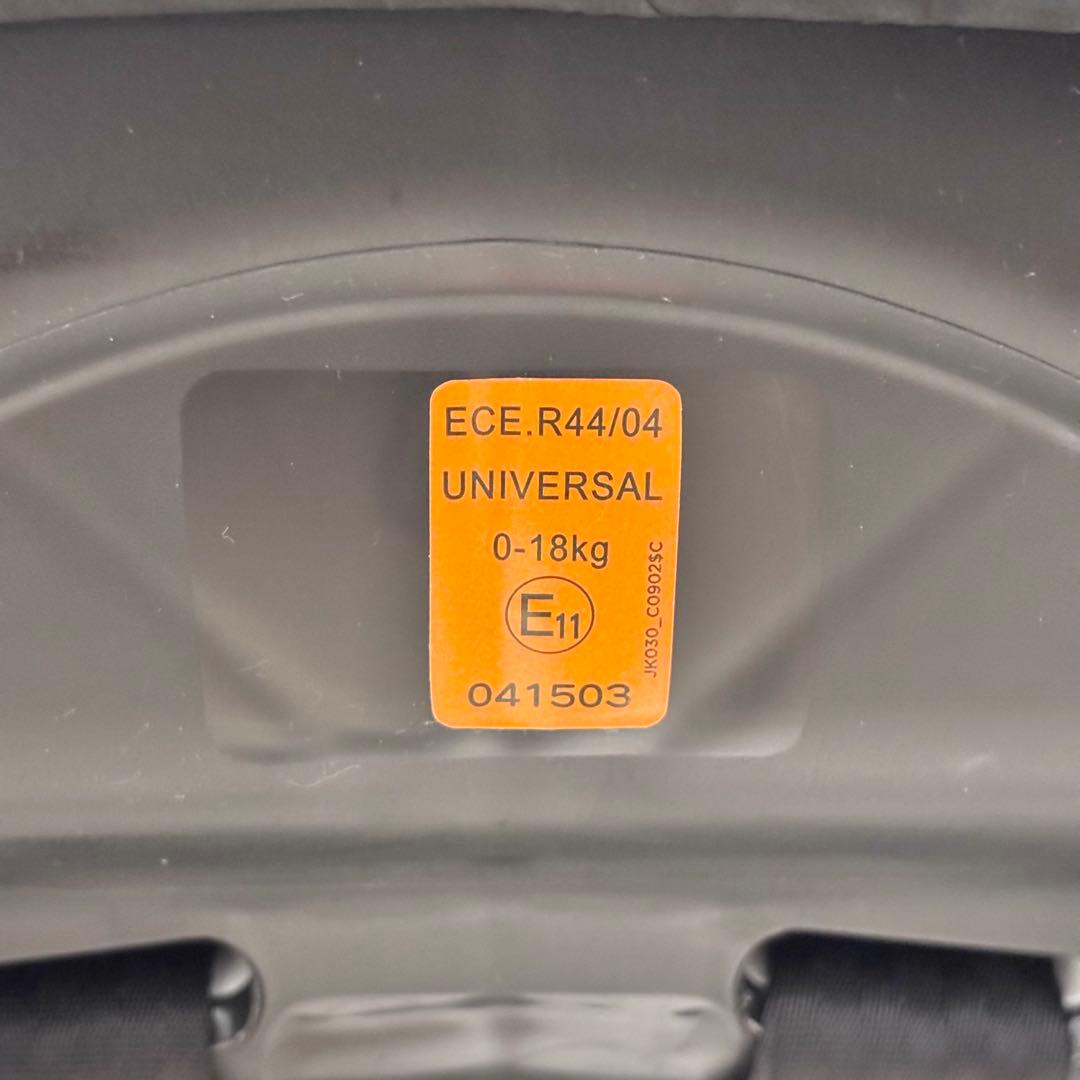 ECE.R44/04
UNIVERSAL
0-18kg
E11
041503
JK030_C0902$C